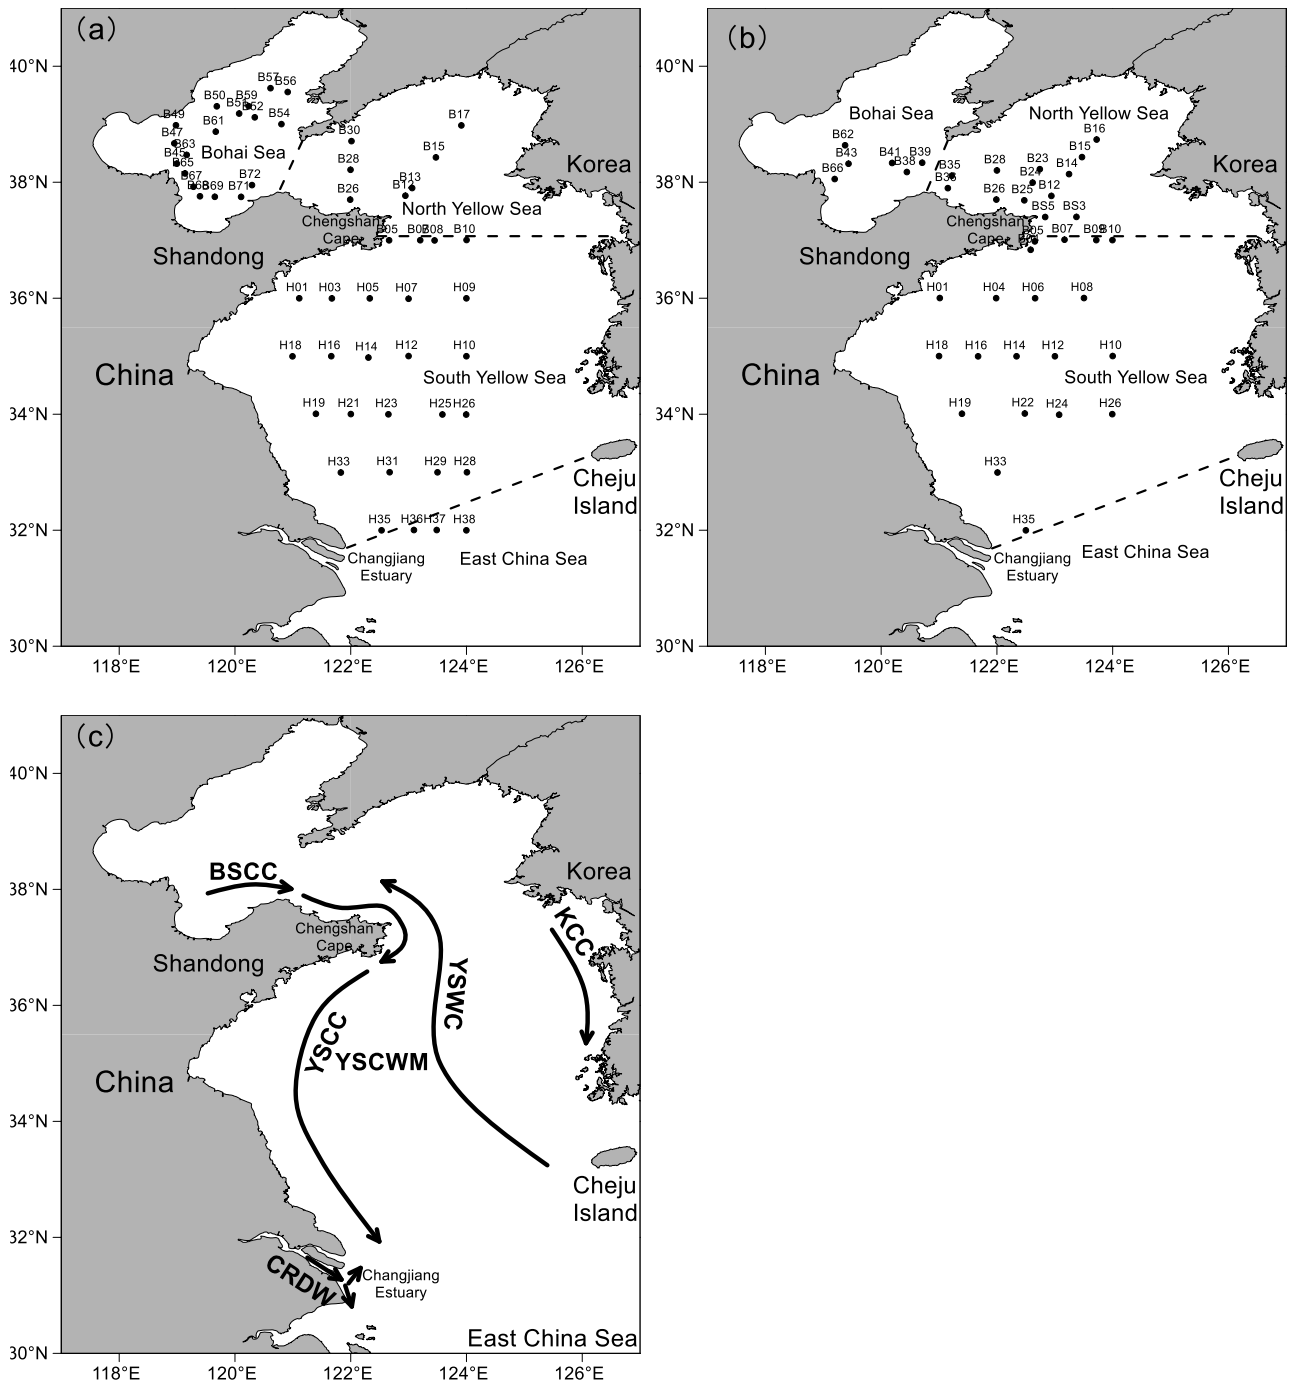 (a)
40°N
38°N
36°N
34°N
32°N
30°N
118°E
120°E
122°E
124°E
126°E
B57
B56
B50
B59
B52
B49
B61
B54
B47
B63
B45
B65
B67
B69
B71
B72
Bohai Sea
B30
B28
B26
B17
B15
B13
B12
Korea
North Yellow Sea
Chengshan
Cape
B05
B08
B10
Shandong
H01
H03
H05
H07
H09
H18
H16
H14
H12
H10
China
South Yellow Sea
H19
H21
H23
H25
H26
H33
H31
H29
H28
Cheju
Island
H35
H36
H37
H38
Changjiang
Estuary
East China Sea
(b)
40°N
38°N
36°N
34°N
32°N
30°N
118°E
120°E
122°E
124°E
126°E
Bohai Sea
North Yellow Sea
B62
B43
B66
B41
B39
B38
B35
B28
B26
B23
B25
B16
B15
B14
B12
BS5
BS3
Korea
Chengshan
Cape
B05
B07
B09
B10
Shandong
H01
H04
H06
H08
H18
H16
H14
H12
H10
China
South Yellow Sea
H19
H22
H24
H26
H33
Cheju
Island
H35
Changjiang
Estuary
East China Sea
(c)
40°N
38°N
36°N
34°N
32°N
30°N
118°E
120°E
122°E
124°E
126°E
BSCC
Korea
KCC
Chengshan
Cape
Shandong
YSWC
YSCC
YSCWM
China
Cheju
Island
CRDW
Changjiang
Estuary
East China Sea